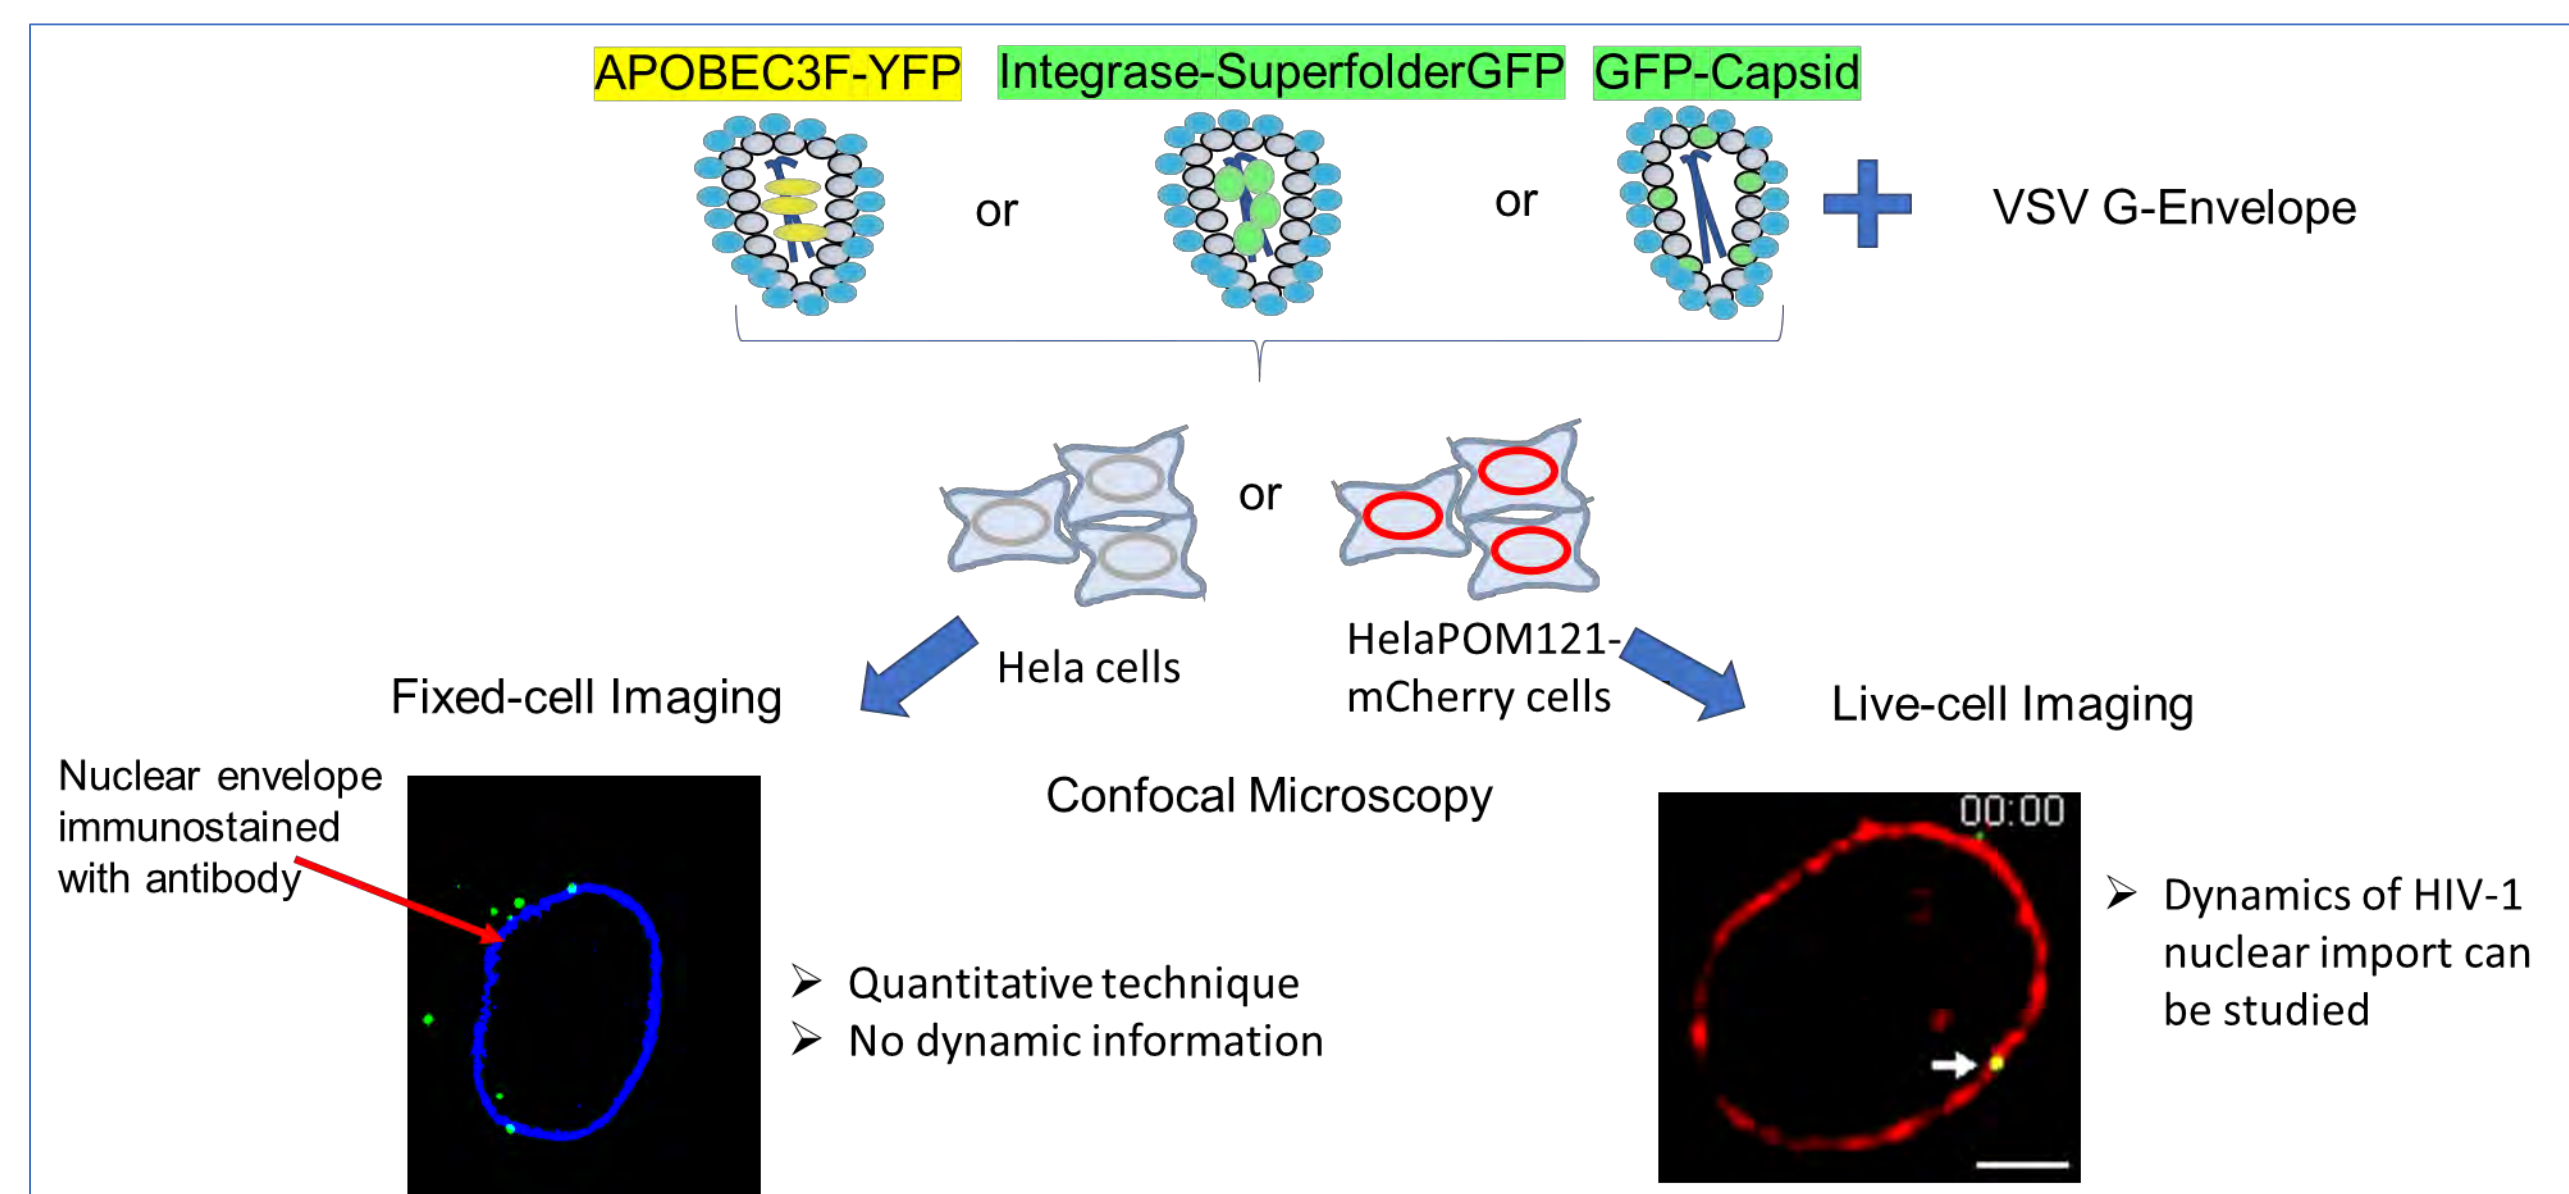 APOBEC3F-YFP
Integrase-SuperfolderGFP
GFP-Capsid
or
or
VSV G-Envelope
or
Hela cells
HelaPOM121-
mCherry cells
Fixed-cell Imaging
Live-cell Imaging
Nuclear envelope
immunostained
with antibody
Confocal Microscopy
00:00
➢ Quantitative technique
➢ No dynamic information
➢ Dynamics of HIV-1
nuclear import can
be studied